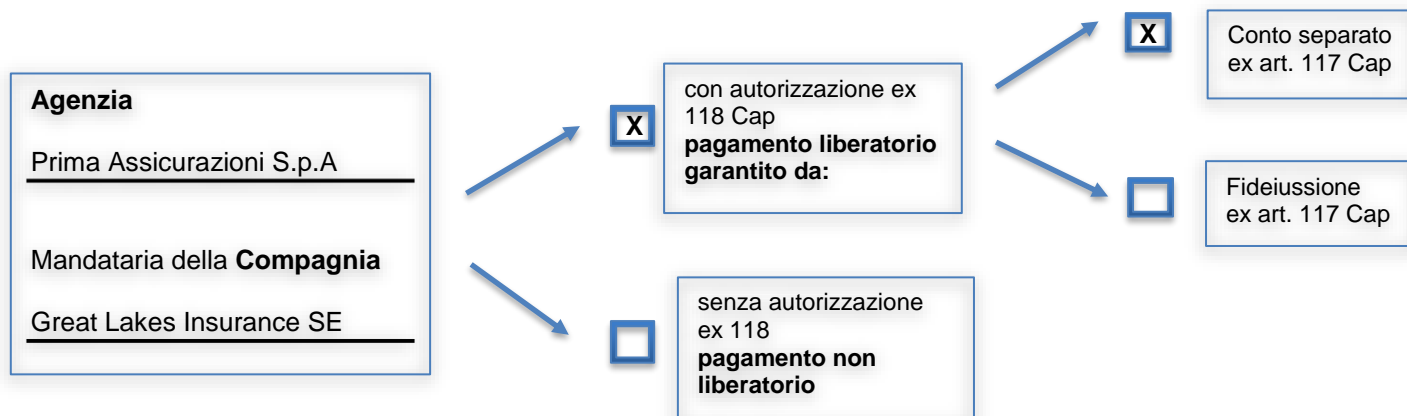 Agenzia
Prima Assicurazioni S.p.A
Mandataria della Compagnia
Great Lakes Insurance SE
X
con autorizzazione ex
118 Cap
pagamento liberatorio
garantito da:
senza autorizzazione
ex 118
pagamento non
liberatorio
X
Conto separato
ex art. 117 Cap
Fideiussione
ex art. 117 Cap